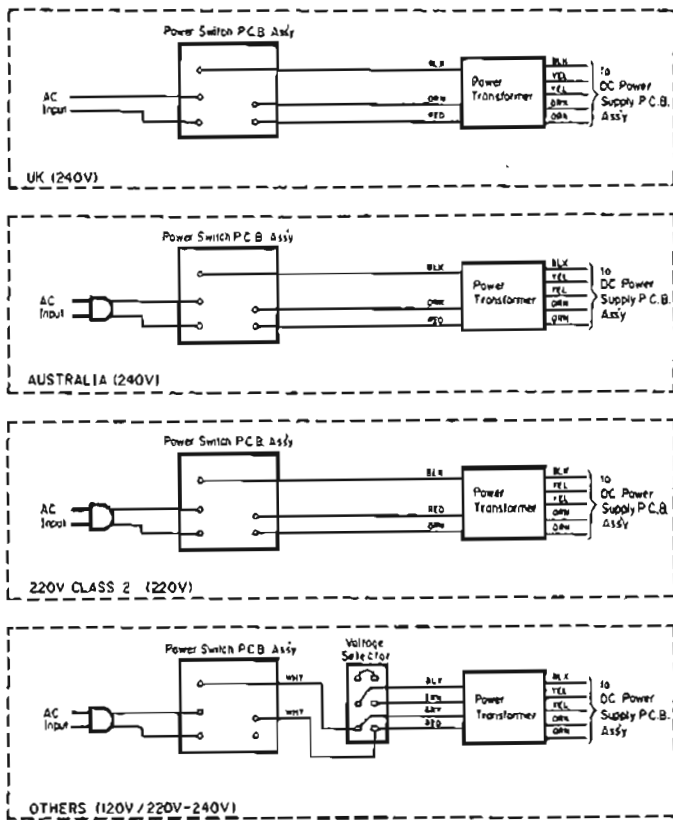 Power Switch P.C.B. Ass'y
AC
Input
BLK
ORN
RED
Power
Transformer
BLK
YEL
YEL
ORN
ORN
to
DC Power
Supply P.C.B.
Ass'y
UK (240V)
Power Switch P.C.B. Ass'y
AC
Input
BLK
ORN
RED
Power
Transformer
BLK
YEL
YEL
ORN
ORN
to
DC Power
Supply P.C.B.
Ass'y
AUSTRALIA (240V)
Power Switch P.C.B. Ass'y
AC
Input
BLK
RED
ORN
Power
Transformer
BLK
YEL
YEL
ORN
ORN
to
DC Power
Supply P.C.B.
Ass'y
220V CLASS 2 (220V)
Power Switch P.C.B. Ass'y
Voltage
Selector
AC
Input
WHT
WHT
BLK
RED
Power
Transformer
BLK
YEL
YEL
ORN
ORN
to
DC Power
Supply P.C.B.
Ass'y
OTHERS (120V/220V-240V)